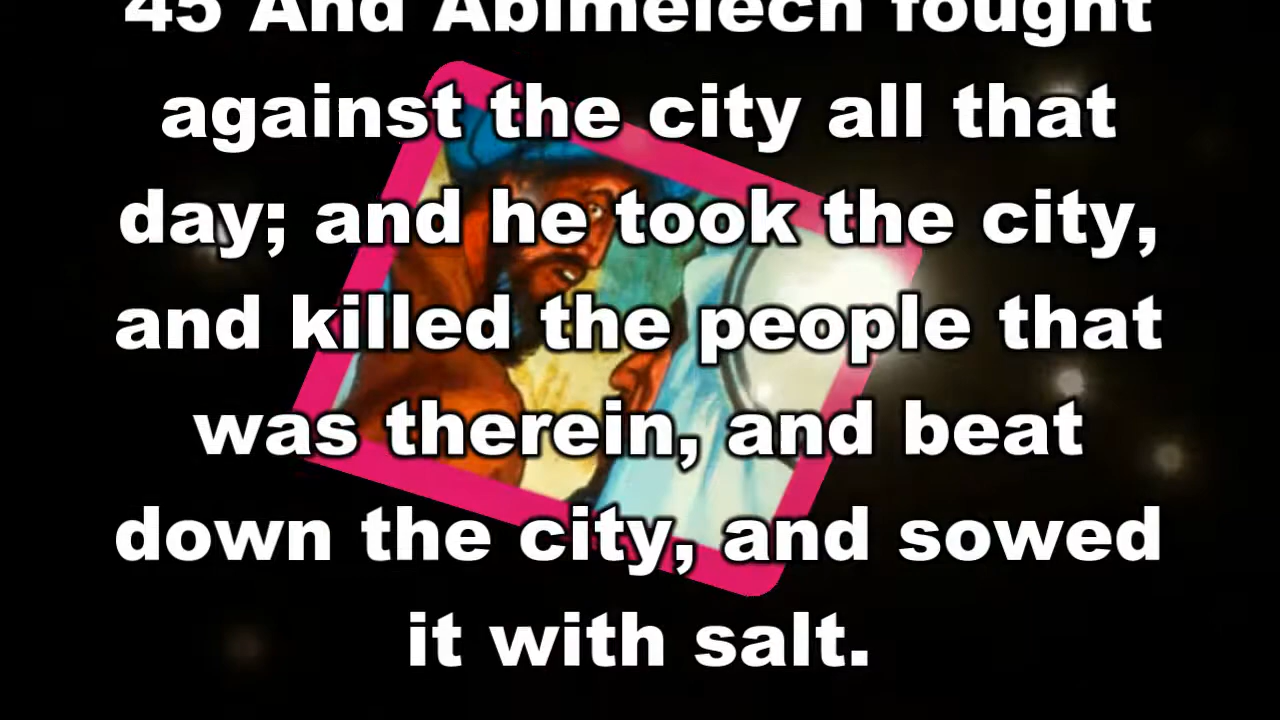 45 And Abimelech fought
against the city all that
day; and he took the city,
and killed the people that
was therein, and beat
down the city, and sowed
it with salt.